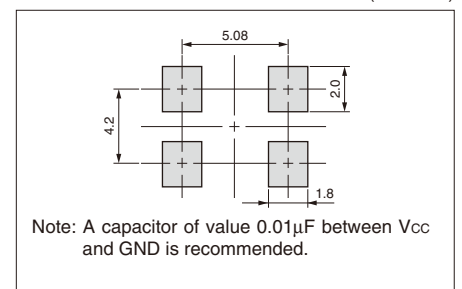 5.08
2.0
4.2
1.8
Note: A capacitor of value 0.01μF between Vcc
and GND is recommended.